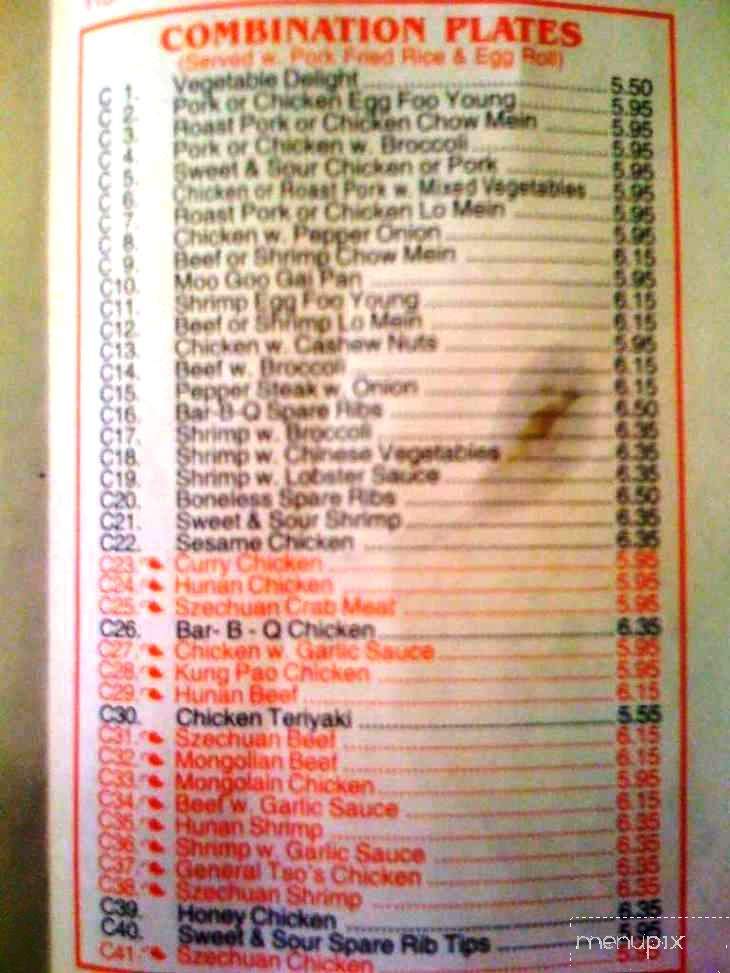 COMBINATION PLATES
(Served w. Pork Fried Rice & Egg Roll)
C 1. Vegetable Delight 5.50
C 2. Pork or Chicken Egg Foo Young 5.95
C 3. Roast Pork or Chicken Chow Mein 5.95
C 4. Pork or Chicken w. Broccoli 5.95
C 5. Sweet & Sour Chicken or Pork 5.95
C 6. Chicken or Roast Pork w. Mixed Vegetables 5.95
C 7. Roast Pork or Chicken Lo Mein 5.95
C 8. Chicken w. Pepper Onion 5.95
C 9. Beef or Shrimp Chow Mein 6.15
C10. Moo Goo Gai Pan 5.95
C11. Shrimp Egg Foo Young 6.15
C12. Beef or Shrimp Lo Mein 6.15
C13. Chicken w. Cashew Nuts 5.95
C14. Beef w. Broccoli 6.15
C15. Pepper Steak w. Onion 6.15
C16. Bar-B-Q Spare Ribs 6.50
C17. Shrimp w. Broccoli 6.35
C18. Shrimp w. Chinese Vegetables 6.35
C19. Shrimp w. Lobster Sauce 6.35
C20. Boneless Spare Ribs 6.50
C21. Sweet & Sour Shrimp 6.35
C22. Sesame Chicken 6.35
C23. Curry Chicken 5.95
C24. Hunan Chicken 5.95
C25. Szechuan Crab Meat 5.95
C26. Bar- B - Q Chicken 6.35
C27. Chicken w. Garlic Sauce 5.95
C28. Kung Pao Chicken 5.95
C29. Hunan Beef 6.15
C30. Chicken Teriyaki 5.55
C31. Szechuan Beef 6.15
C32. Mongolian Beef 6.15
C33. Mongolain Chicken 5.95
C34. Beef w. Garlic Sauce 6.15
C35. Hunan Shrimp 6.35
C36. Shrimp w. Garlic Sauce 6.35
C37. General Tso's Chicken 6.35
C38. Szechuan Shrimp 6.35
C39. Honey Chicken 6.35
C40. Sweet & Sour Spare Rib Tips
C41. Szechuan Chicken
menupix